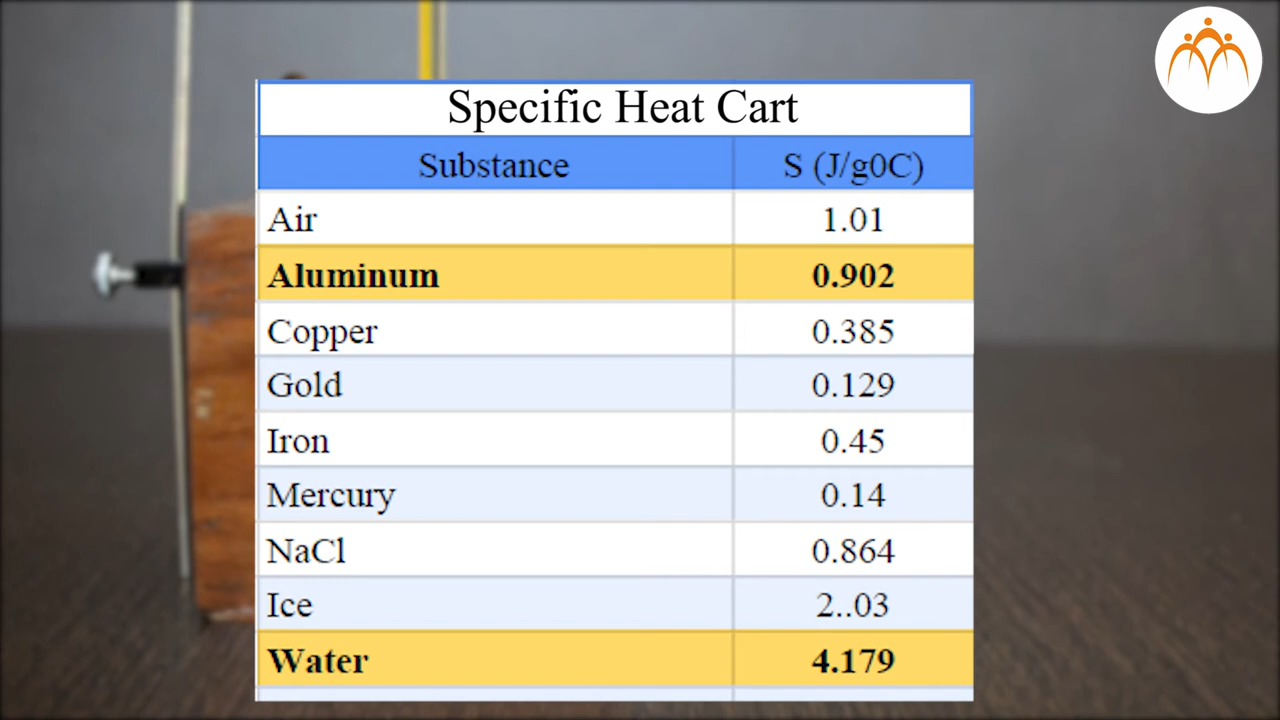 Specific Heat Cart
Substance S (J/g0C)
Air 1.01
Aluminum 0.902
Copper 0.385
Gold 0.129
Iron 0.45
Mercury 0.14
NaCl 0.864
Ice 2..03
Water 4.179